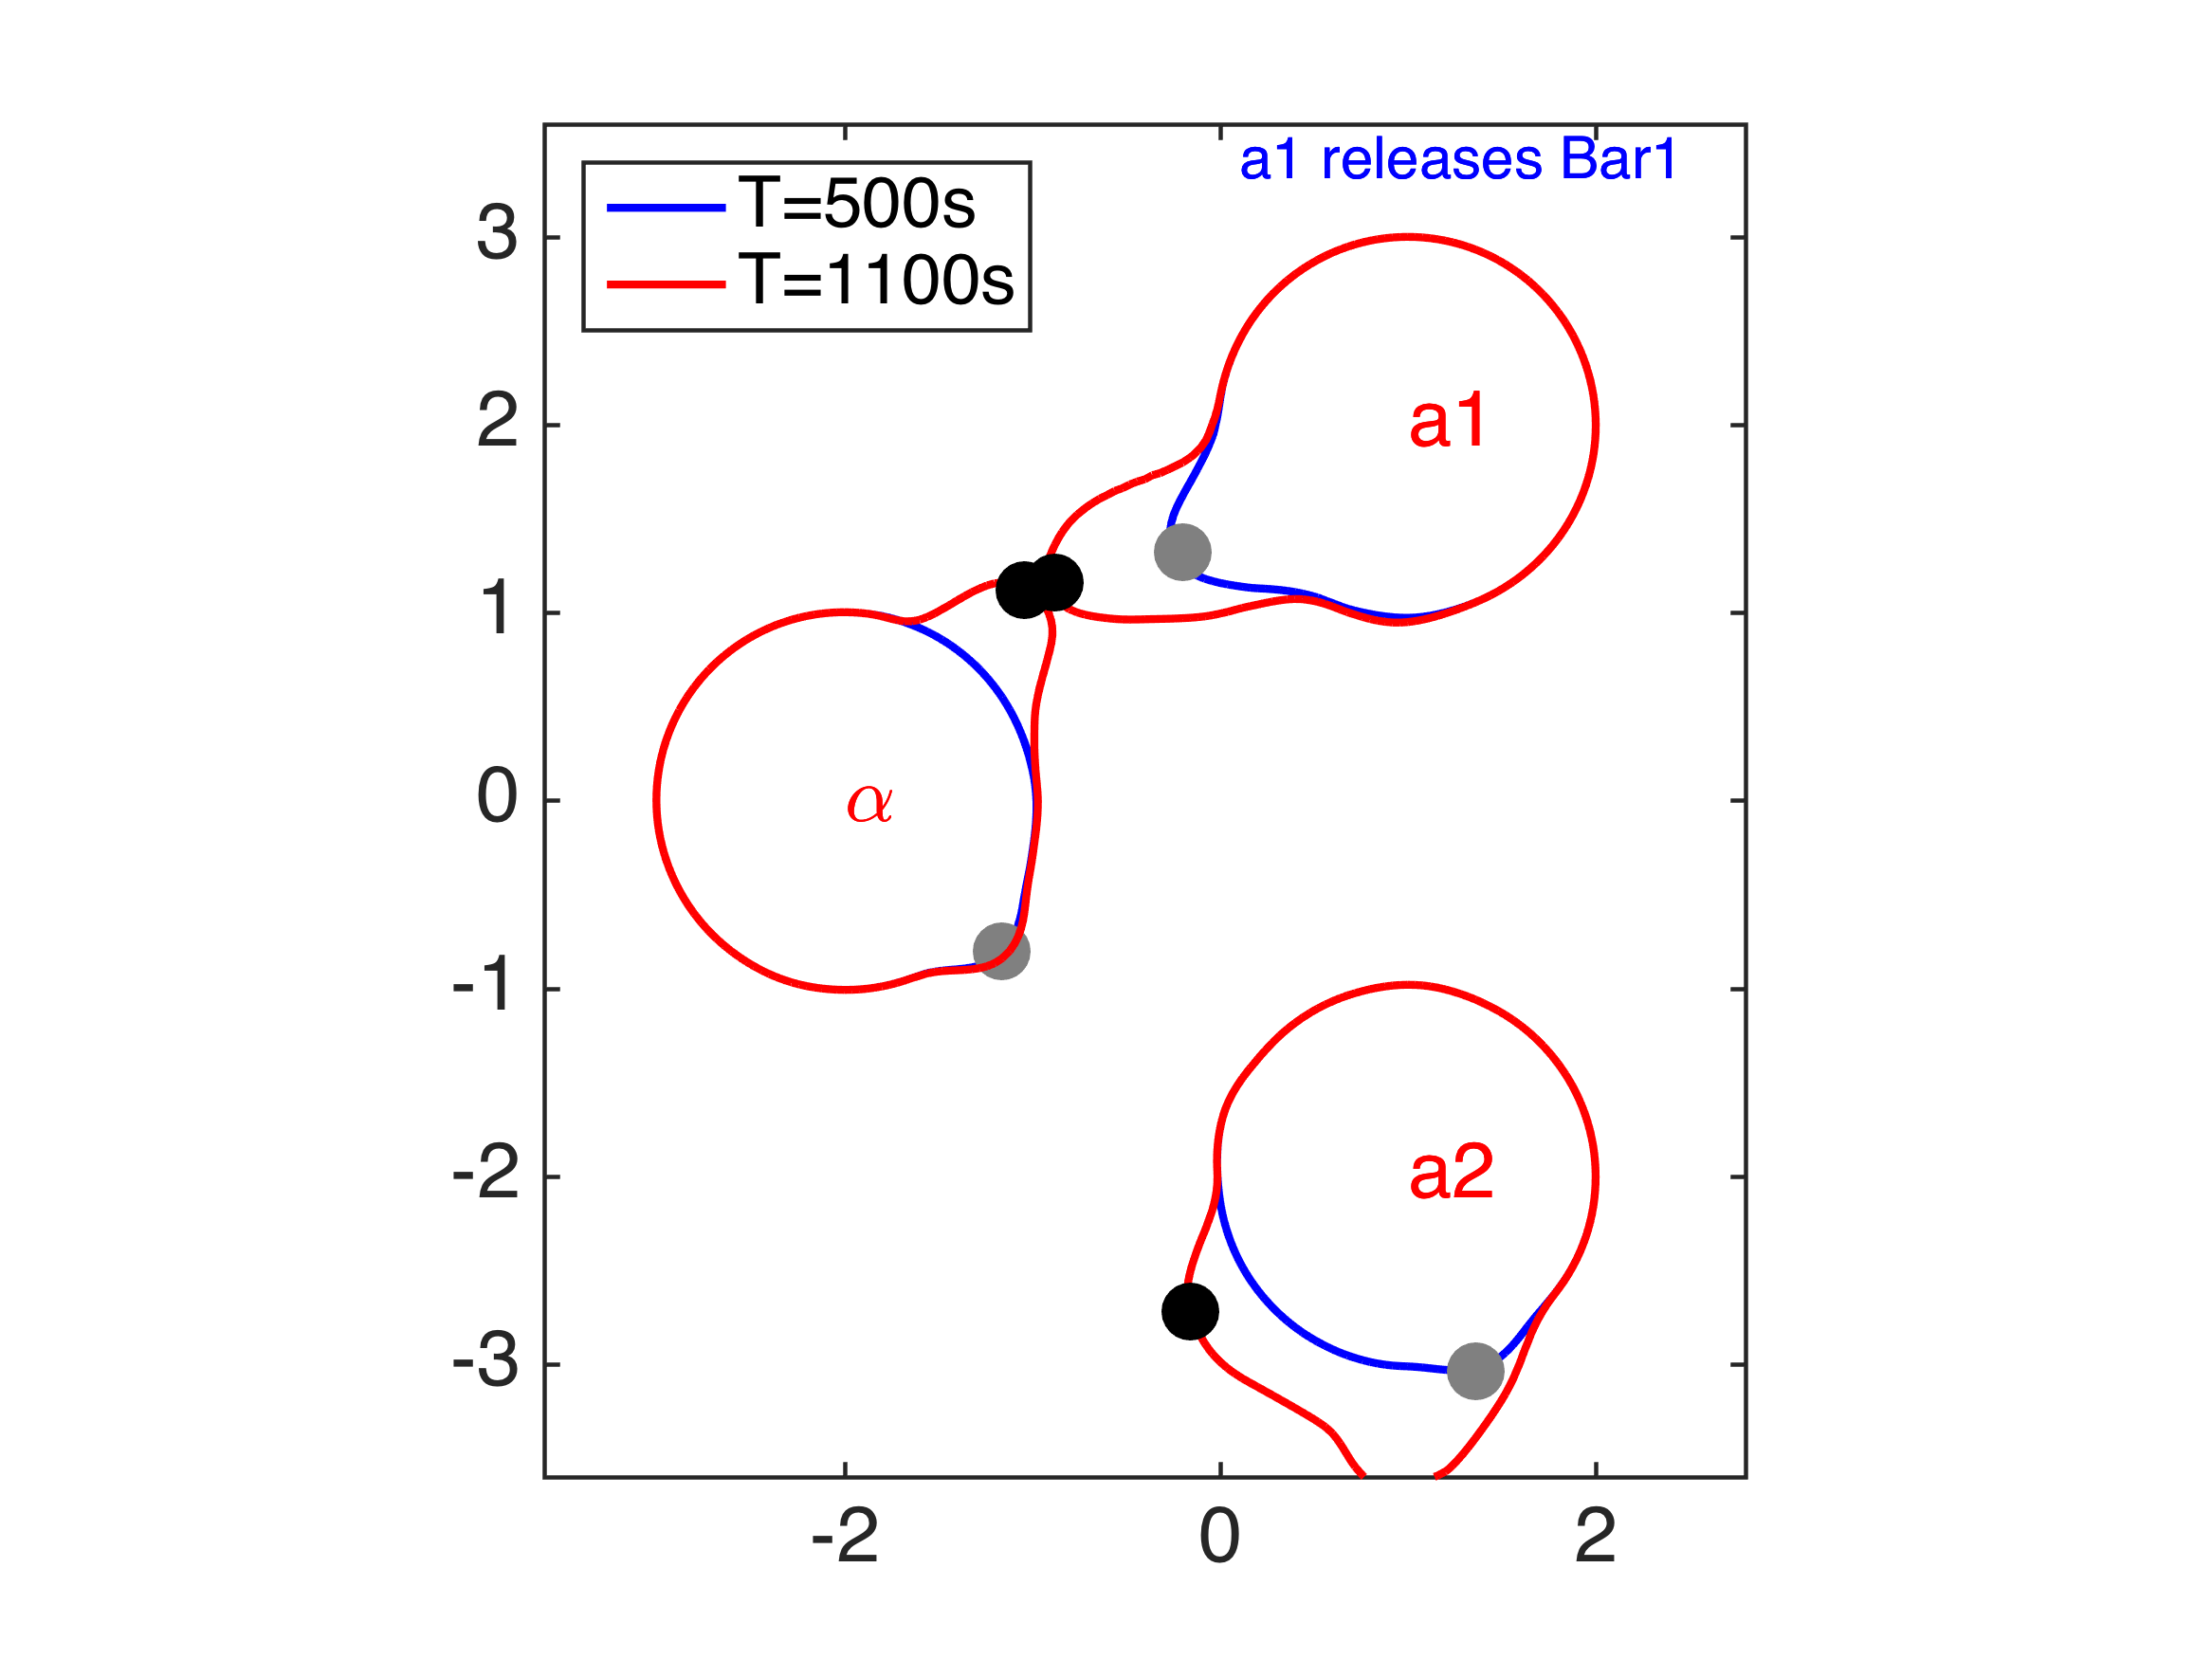 a1 releases Bar1
T=500s
T=1100s
3
2
1
0
-1
-2
-3
a1
α
a2
-2
0
2